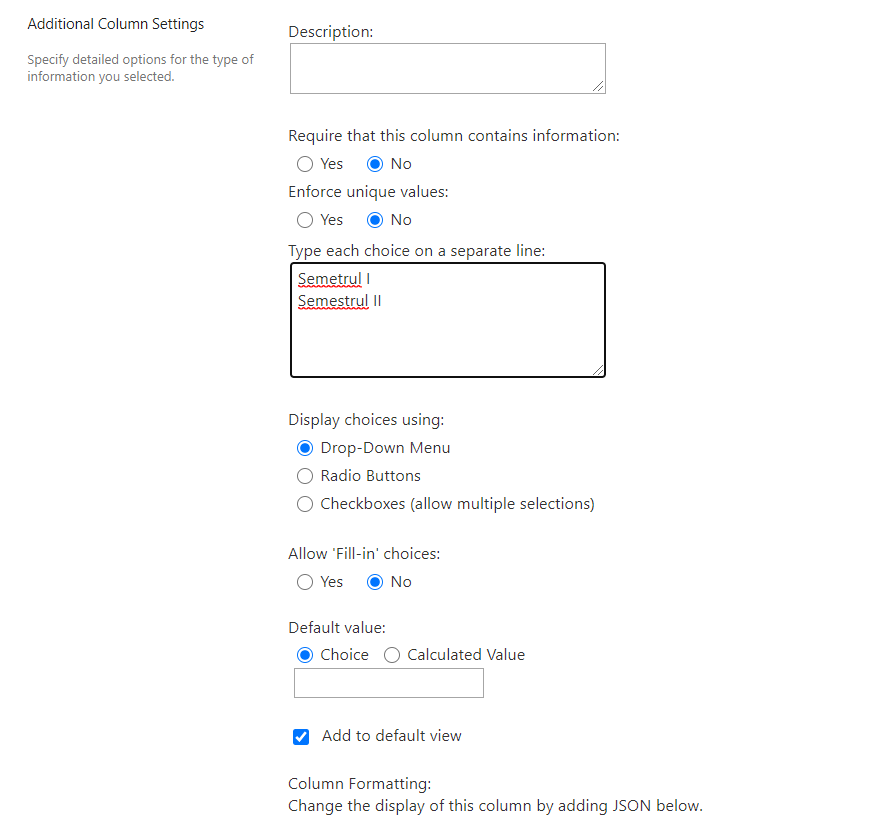 Additional Column Settings
Specify detailed options for the type of
information you selected.
Description:
Require that this column contains information:
Yes No
Enforce unique values:
Yes No
Type each choice on a separate line:
Semetrul I
Semestrul II
Display choices using:
Drop-Down Menu
Radio Buttons
Checkboxes (allow multiple selections)
Allow 'Fill-in' choices:
Yes No
Default value:
Choice Calculated Value
Add to default view
Column Formatting:
Change the display of this column by adding JSON below.